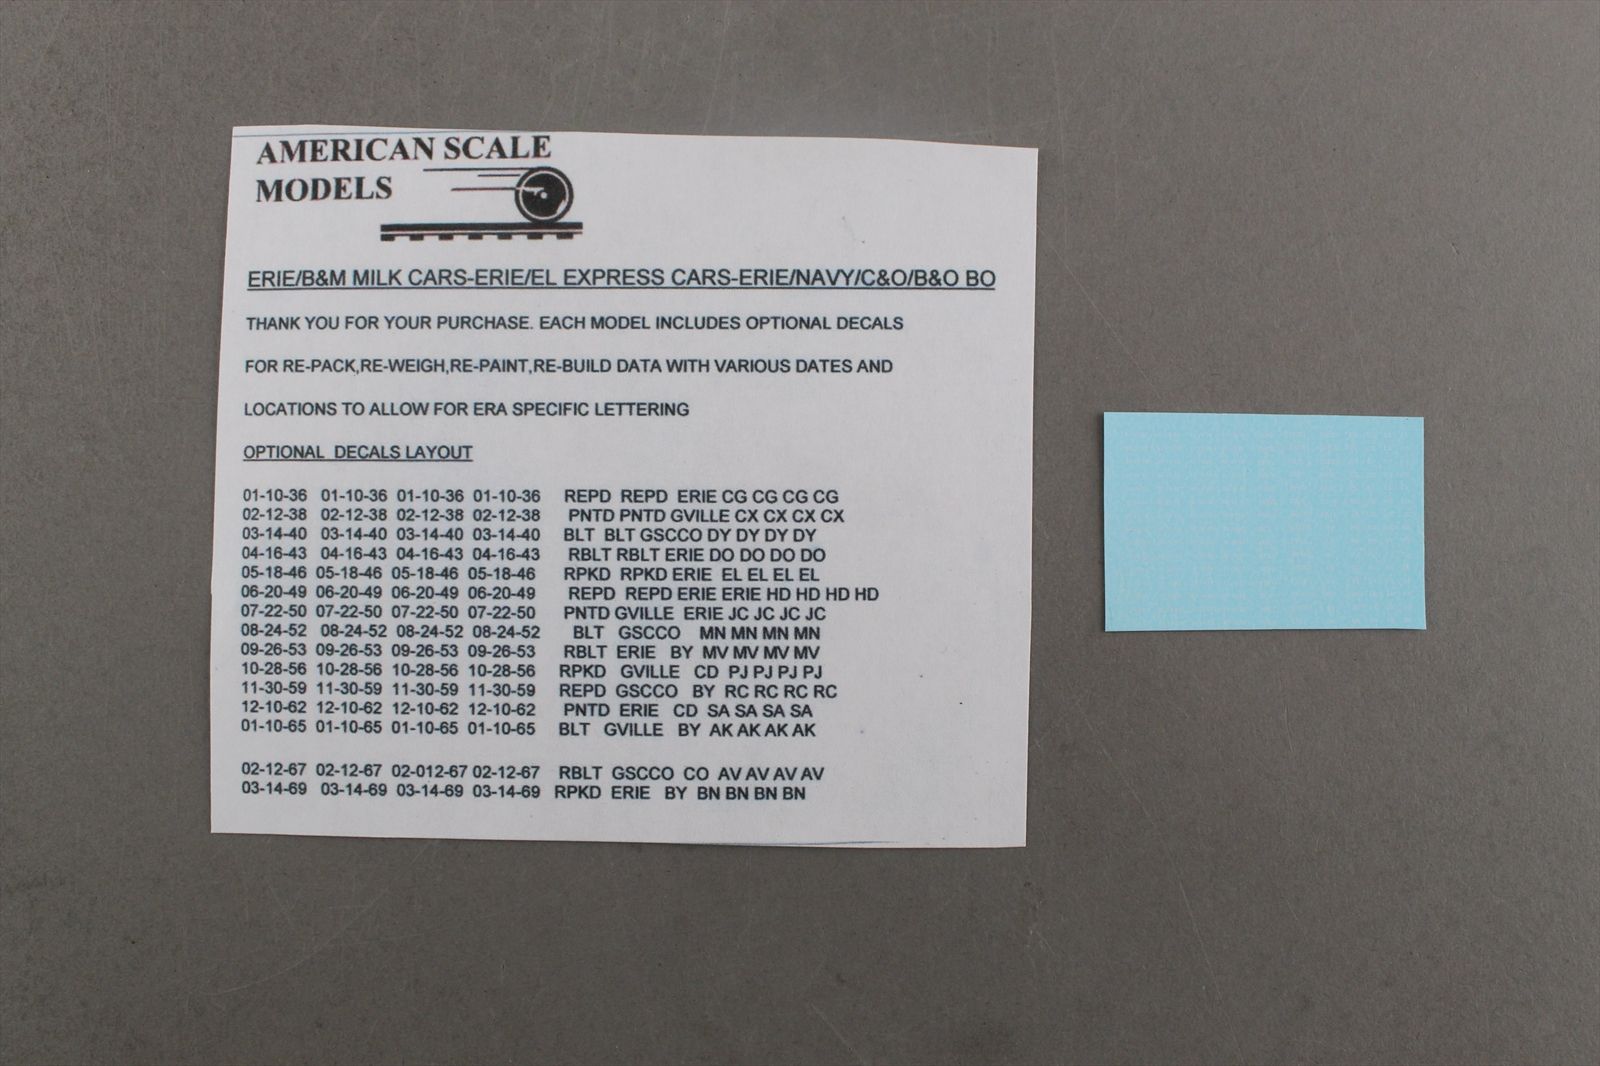 AMERICAN SCALE
MODELS
ERIE/B&M MILK CARS-ERIE/EL EXPRESS CARS-ERIE/NAVY/C&O/B&O BO
THANK YOU FOR YOUR PURCHASE. EACH MODEL INCLUDES OPTIONAL DECALS
FOR RE-PACK,RE-WEIGH,RE-PAINT,RE-BUILD DATA WITH VARIOUS DATES AND
LOCATIONS TO ALLOW FOR ERA SPECIFIC LETTERING
OPTIONAL DECALS LAYOUT
01-10-36 01-10-36 01-10-36 01-10-36 REPD REPD ERIE CG CG CG CG
02-12-38 02-12-38 02-12-38 02-12-38 PNTD PNTD GVILLE CX CX CX CX
03-14-40 03-14-40 03-14-40 03-14-40 BLT BLT GSCCO DY DY DY DY
04-16-43 04-16-43 04-16-43 04-16-43 RBLT RBLT ERIE DO DO DO DO
05-18-46 05-18-46 05-18-46 05-18-46 RPKD RPKD ERIE EL EL EL EL
06-20-49 06-20-49 06-20-49 06-20-49 REPD REPD ERIE ERIE HD HD HD HD
07-22-50 07-22-50 07-22-50 07-22-50 PNTD GVILLE ERIE JC JC JC JC
08-24-52 08-24-52 08-24-52 08-24-52 BLT GSCCO MN MN MN MN
09-26-53 09-26-53 09-26-53 09-26-53 RBLT ERIE BY MV MV MV MV
10-28-56 10-28-56 10-28-56 10-28-56 RPKD GVILLE CD PJ PJ PJ PJ
11-30-59 11-30-59 11-30-59 11-30-59 REPD GSCCO BY RC RC RC RC
12-10-62 12-10-62 12-10-62 12-10-62 PNTD ERIE CD SA SA SA SA
01-10-65 01-10-65 01-10-65 01-10-65 BLT GVILLE BY AK AK AK AK
02-12-67 02-12-67 02-012-67 02-12-67 RBLT GSCCO CO AV AV AV AV
03-14-69 03-14-69 03-14-69 03-14-69 RPKD ERIE BY BN BN BN BN